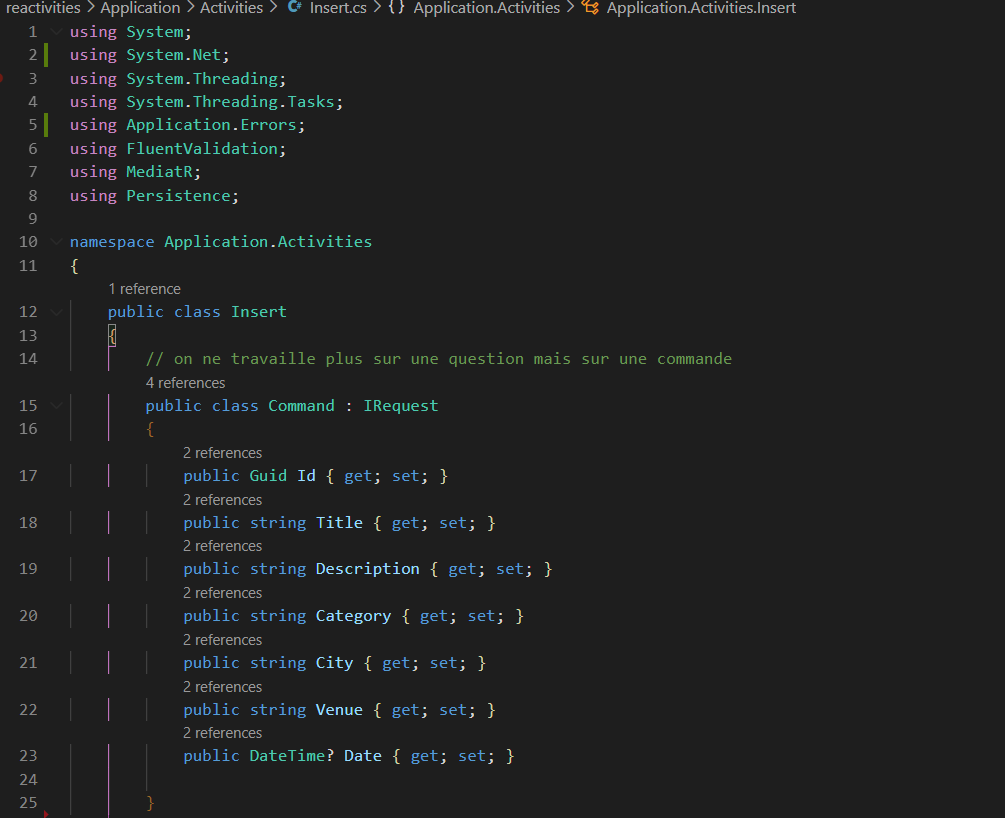 reactivities > Application > Activities > Insert.cs > {} Application.Activities > Application.Activities.Insert
1 using System;
2 using System.Net;
3 using System.Threading;
4 using System.Threading.Tasks;
5 using Application.Errors;
6 using FluentValidation;
7 using MediatR;
8 using Persistence;
9
10 namespace Application.Activities
11 {
1 reference
12 public class Insert
13 {
14 // on ne travaille plus sur une question mais sur une commande
4 references
15 public class Command : IRequest
16 {
2 references
17 public Guid Id { get; set; }
2 references
18 public string Title { get; set; }
2 references
19 public string Description { get; set; }
2 references
20 public string Category { get; set; }
2 references
21 public string City { get; set; }
2 references
22 public string Venue { get; set; }
2 references
23 public DateTime? Date { get; set; }
24
25 }